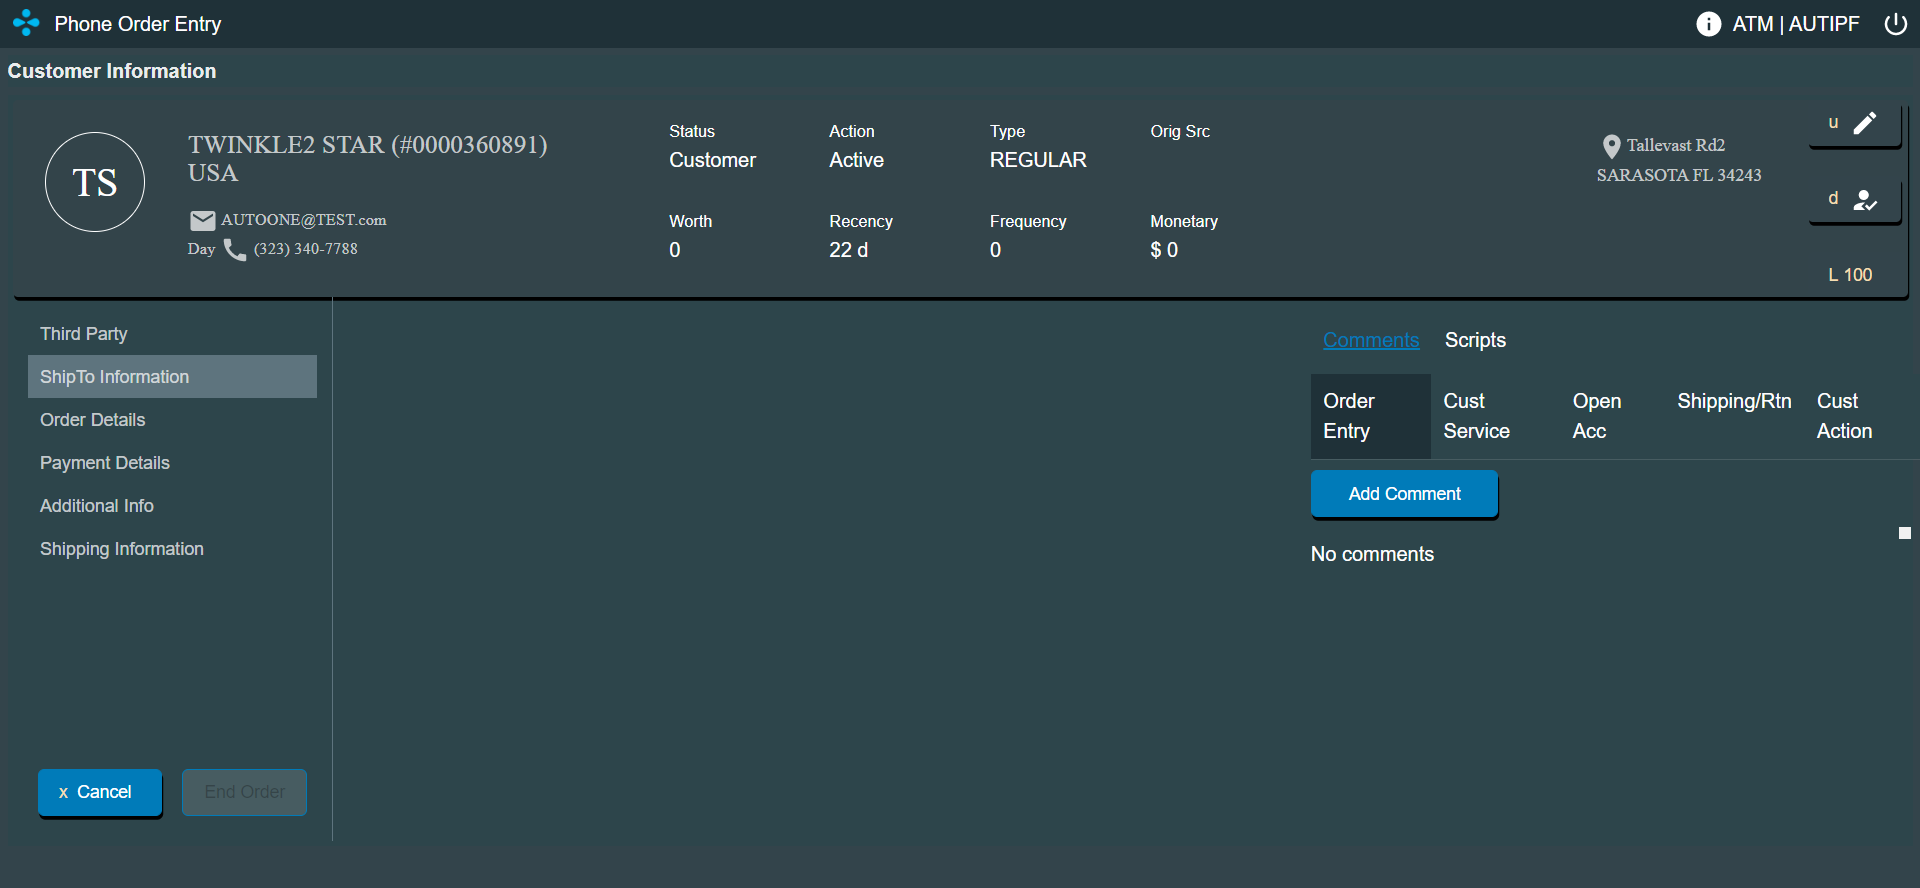 Phone Order Entry
ATM | AUTIPF
Customer Information
TS
TWINKLE2 STAR (#0000360891)
USA
AUTOONE@TEST.com
Day (323) 340-7788
Status
Customer
Action
Active
Type
REGULAR
Orig Src
Worth
0
Recency
22 d
Frequency
0
Monetary
$ 0
Tallevast Rd2
SARASOTA FL 34243
u
d
L 100
Third Party
ShipTo Information
Order Details
Payment Details
Additional Info
Shipping Information
x Cancel
End Order
Comments
Scripts
Order
Entry
Cust
Service
Open
Acc
Shipping/Rtn
Cust
Action
Add Comment
No comments